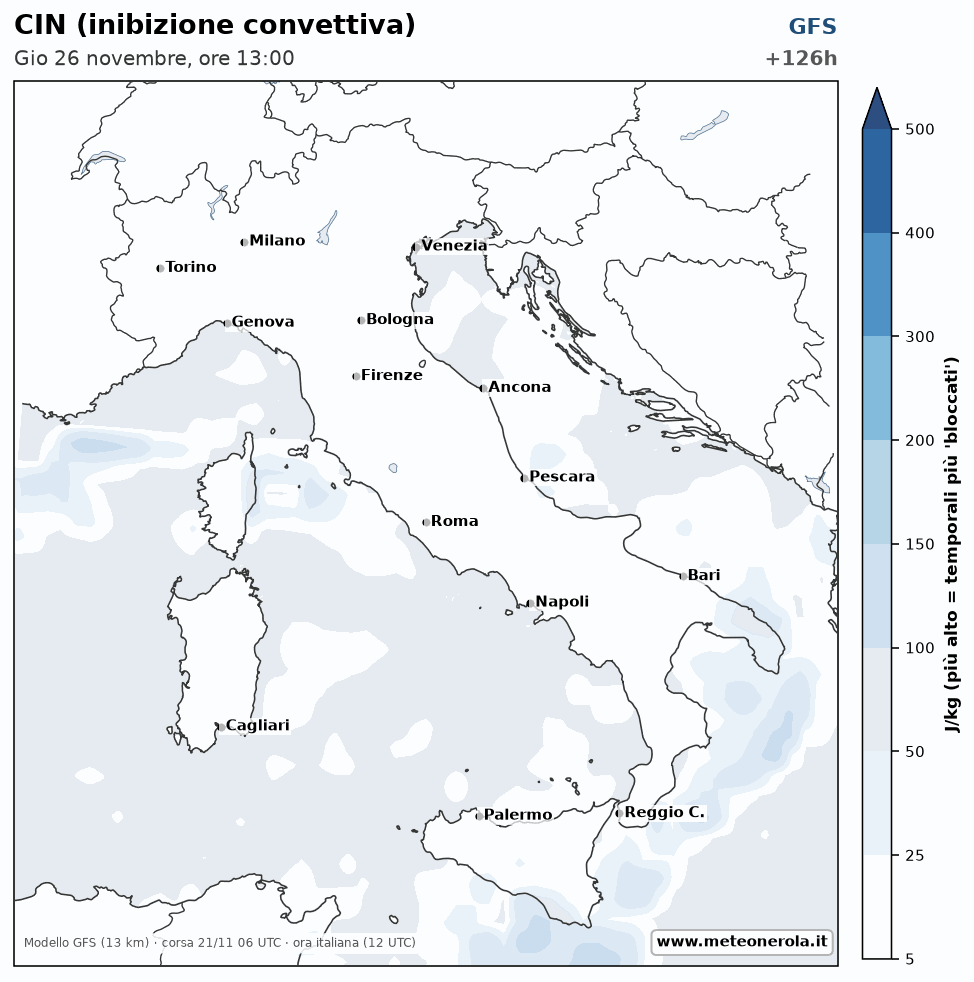 CIN (inibizione convettiva)
GFS
Gio 26 novembre, ore 13:00
+126h
500
400
300
200
150
100
50
25
5
J/kg (più alto = temporali più 'bloccati')
Milano
Venezia
Torino
Genova
Bologna
Firenze
Ancona
Pescara
Roma
Bari
Napoli
Cagliari
Palermo
Reggio C.
Modello GFS (13 km) · corsa 21/11 06 UTC · ora italiana (12 UTC)
www.meteonerola.it